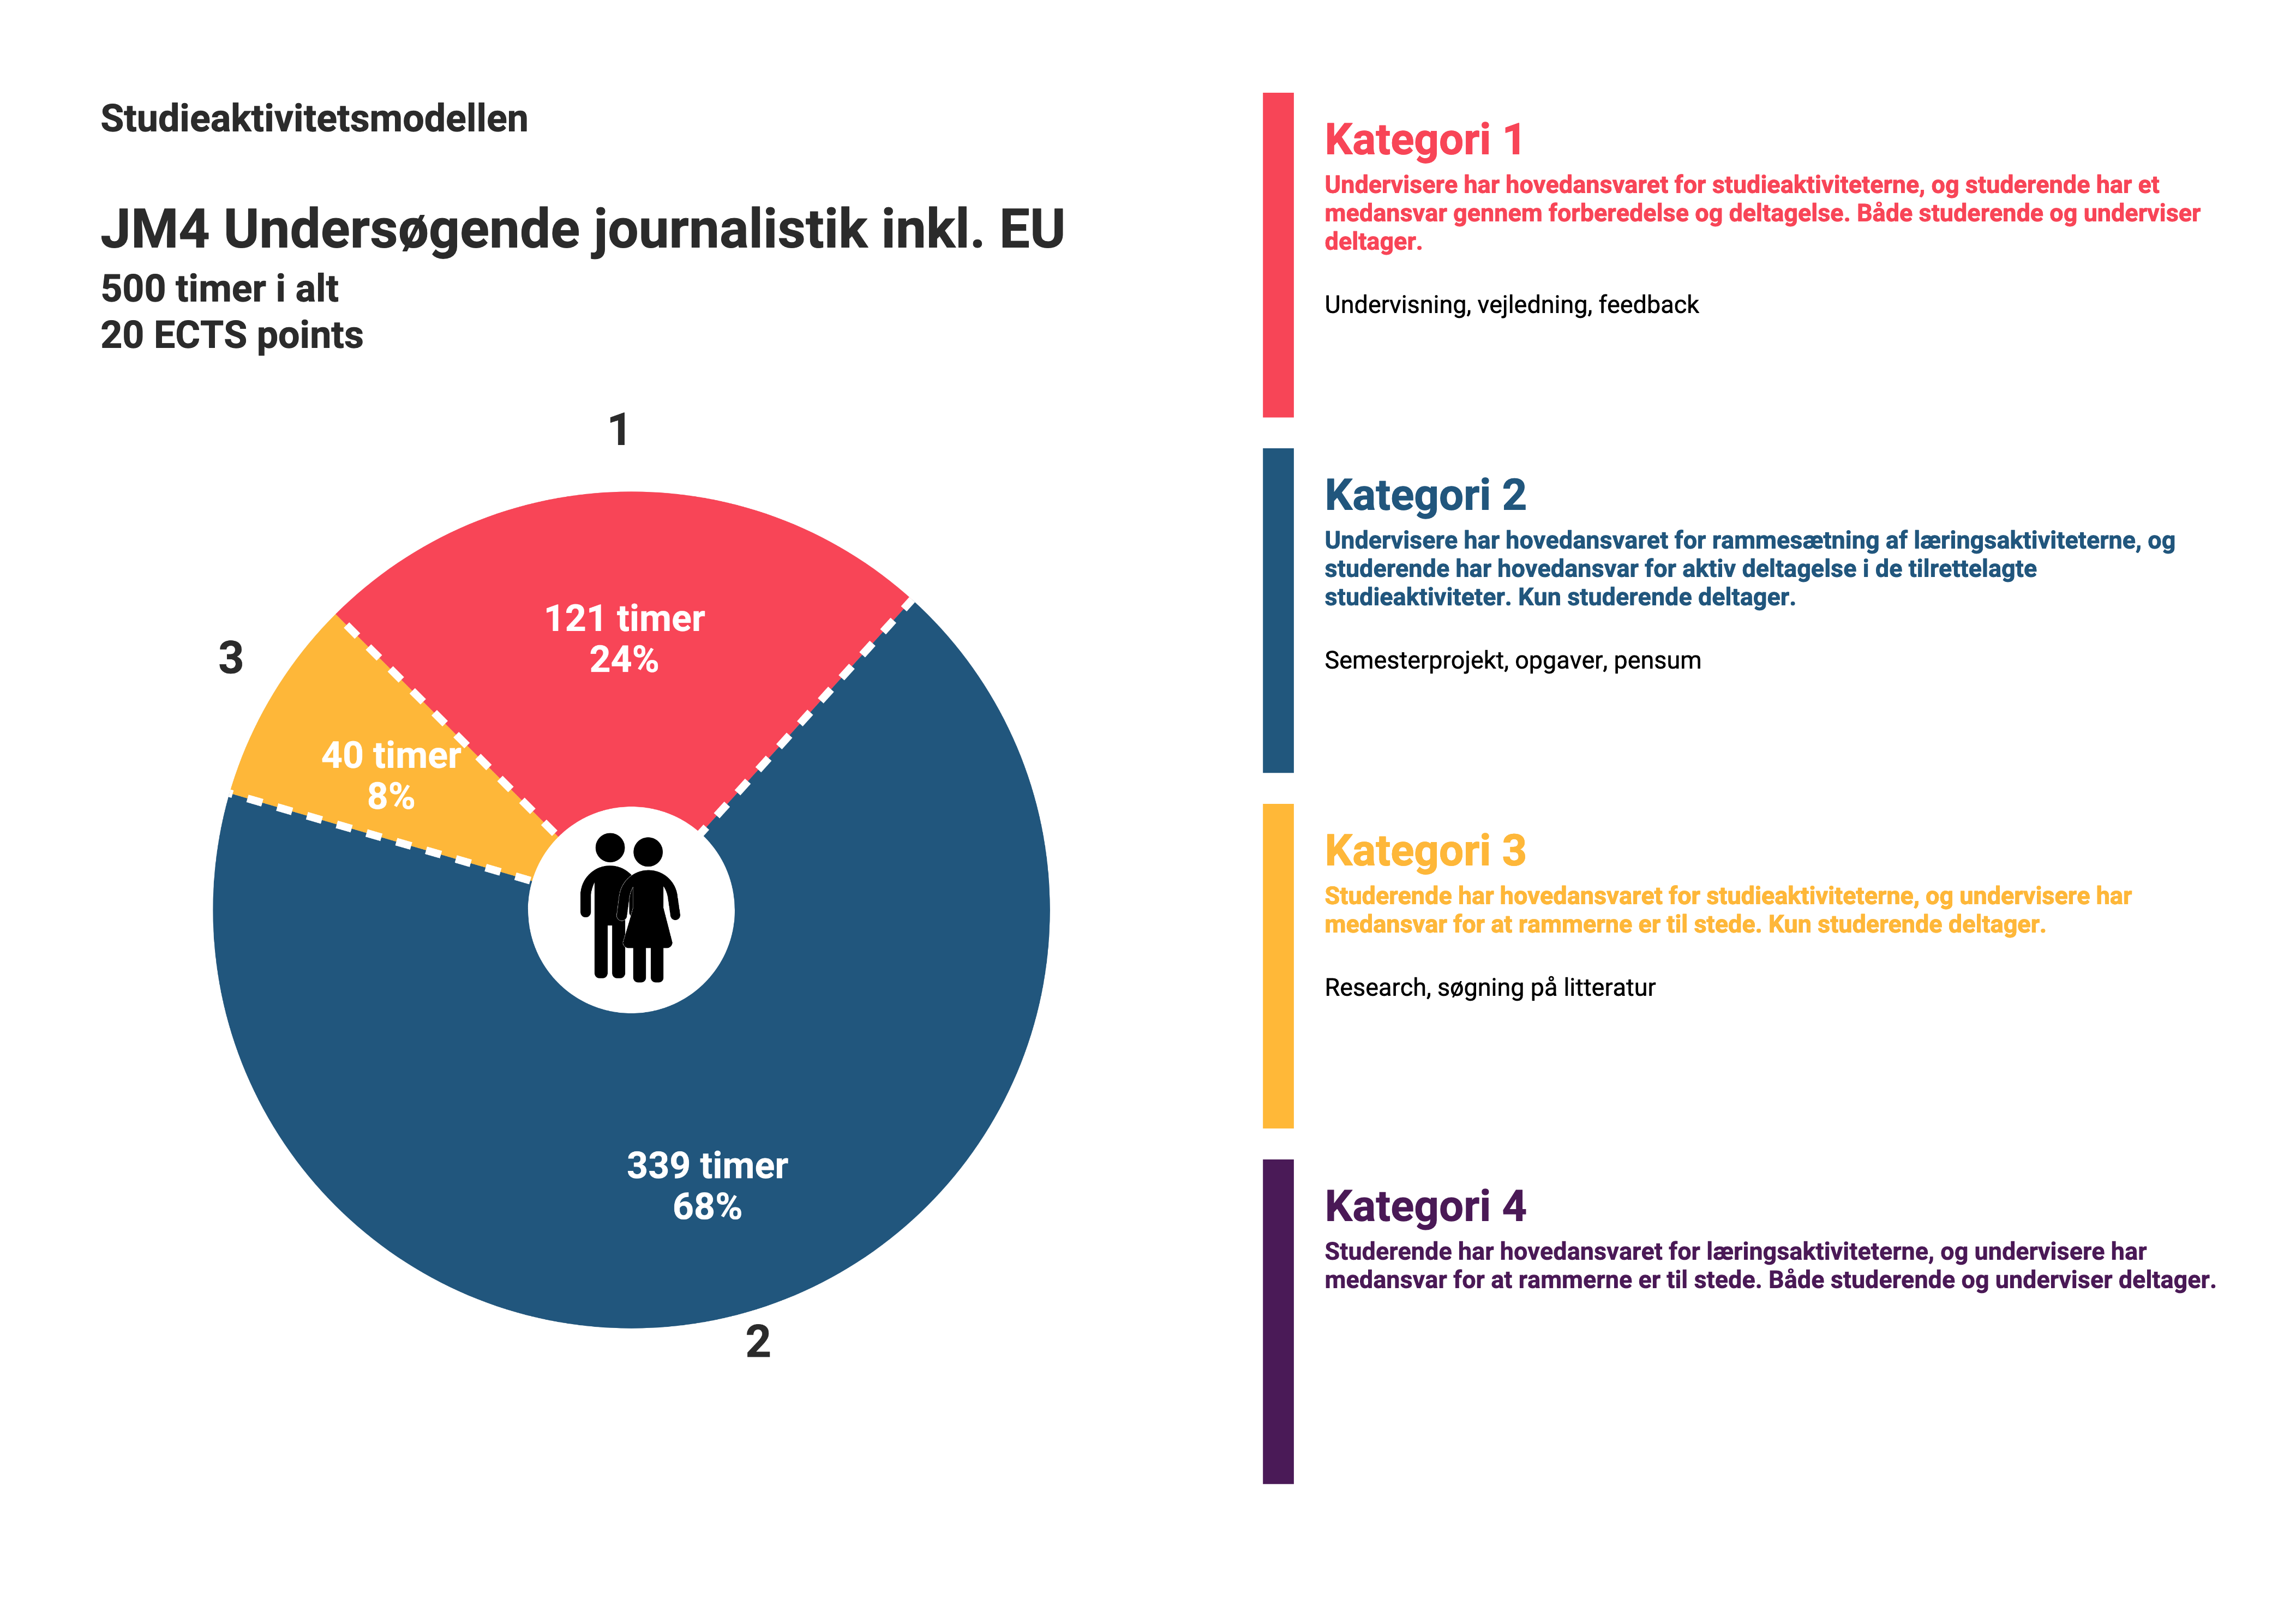 Studieaktivitetsmodellen
JM4 Undersøgende journalistik inkl. EU
500 timer i alt
20 ECTS points
1
121 timer
24%
3
40 timer
8%
339 timer
68%
2
Kategori 1
Undervisere har hovedansvaret for studieaktiviteterne, og studerende har et
medansvar gennem forberedelse og deltagelse. Både studerende og underviser
deltager.
Undervisning, vejledning, feedback
Kategori 2
Undervisere har hovedansvaret for rammesætning af læringsaktiviteterne, og
studerende har hovedansvar for aktiv deltagelse i de tilrettelagte
studieaktiviteter. Kun studerende deltager.
Semesterprojekt, opgaver, pensum
Kategori 3
Studerende har hovedansvaret for studieaktiviteterne, og undervisere har
medansvar for at rammerne er til stede. Kun studerende deltager.
Research, søgning på litteratur
Kategori 4
Studerende har hovedansvaret for læringsaktiviteterne, og undervisere har
medansvar for at rammerne er til stede. Både studerende og underviser deltager.